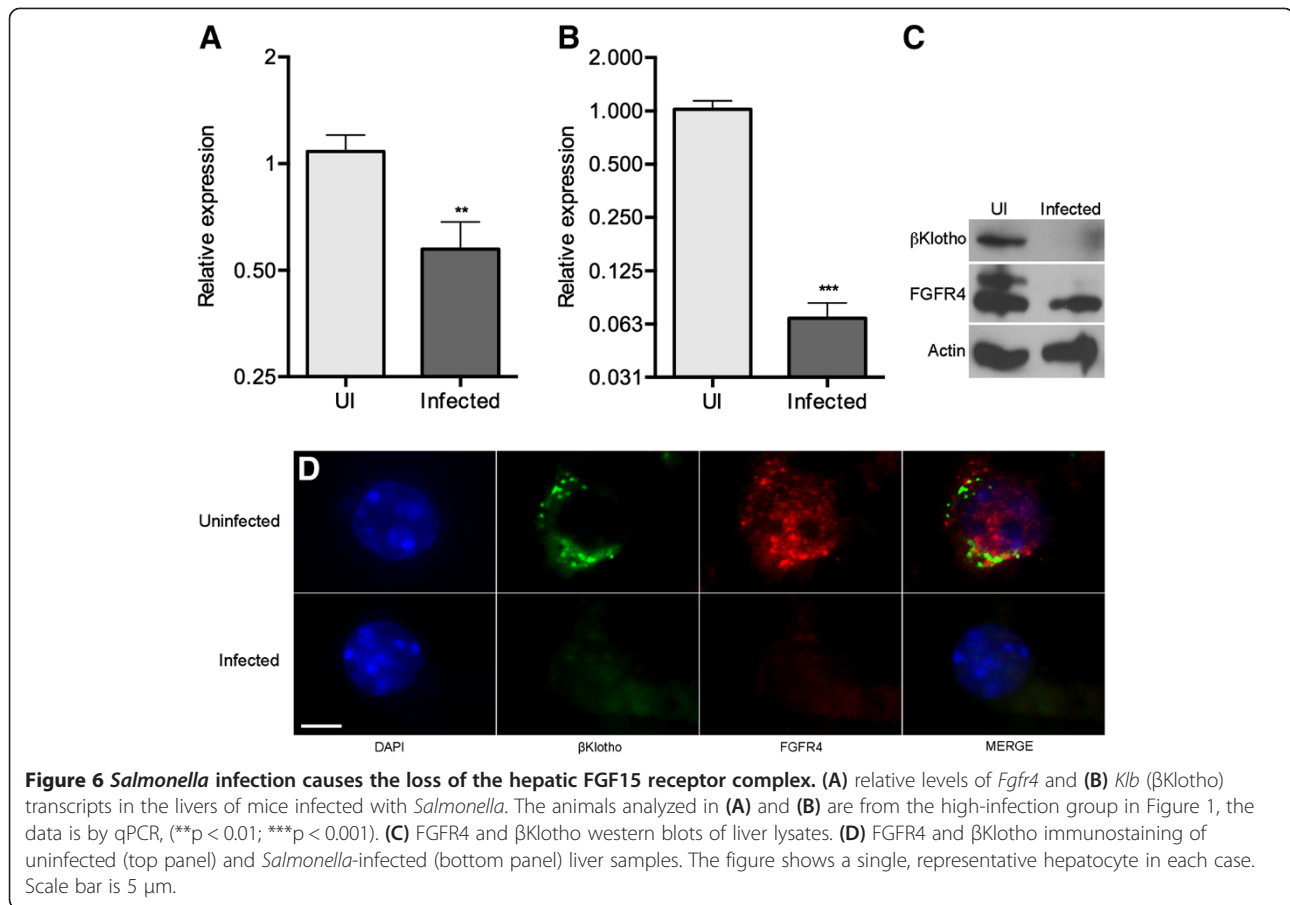 A
2
1
0.50
0.25
Relative expression
**
UI
Infected
B
2.000
1.000
0.500
0.250
0.125
0.063
0.031
Relative expression
***
UI
Infected
C
UI Infected
βKlotho
FGFR4
Actin
D
Uninfected
Infected
DAPI βKlotho FGFR4 MERGE
Figure 6 Salmonella infection causes the loss of the hepatic FGF15 receptor complex. (A) relative levels of Fgfr4 and (B) Klb (βKlotho)
transcripts in the livers of mice infected with Salmonella. The animals analyzed in (A) and (B) are from the high-infection group in Figure 1, the
data is by qPCR, (**p < 0.01; ***p < 0.001). (C) FGFR4 and βKlotho western blots of liver lysates. (D) FGFR4 and βKlotho immunostaining of
uninfected (top panel) and Salmonella-infected (bottom panel) liver samples. The figure shows a single, representative hepatocyte in each case.
Scale bar is 5 μm.